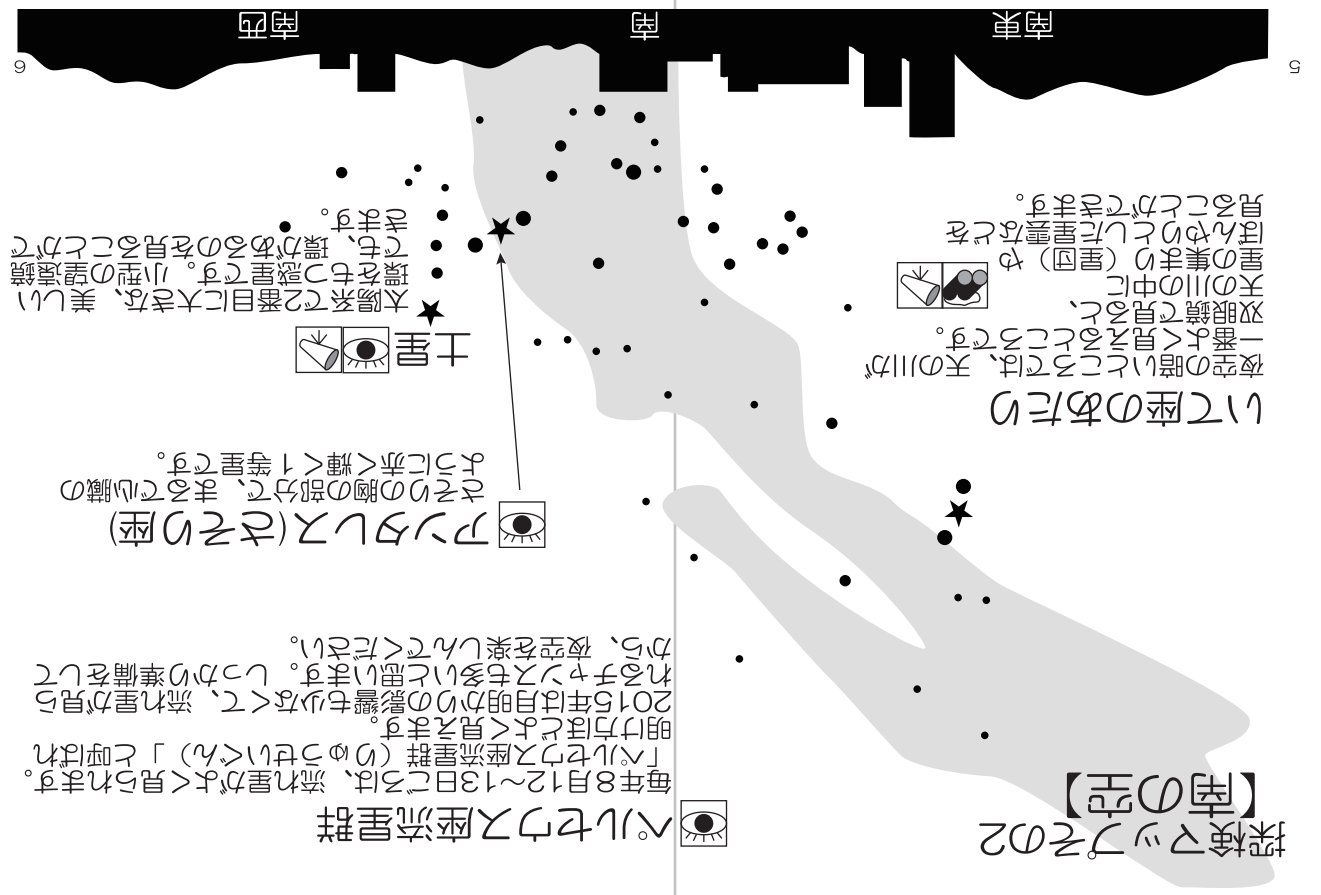 探検マップその2
【南の空】
ペルセウス座流星群
毎年8月12〜13日ごろは、流れ星がよく見られます。
「ペルセウス座流星群（りゅうせいぐん）」と呼ばれ
明け方ほどよく見えます。
2015年は月明かりの影響も少なくて、流れ星が見ら
れるチャンスも多いと思います。しっかり準備をして
から、夜空を楽しんでください。
アンタレス(さそり座)
さそりの胸の部分で、まるで心臓の
ように赤く輝く1等星です。
いて座のあたり
夜空の暗いところでは、天の川が
一番よく見えるところです。
双眼鏡で見ると、
天の川の中に
星の集まり（星団）や
ぼんやりとした星雲などを
見ることができます。
土星
太陽系で2番目に大きな、美しい
環をもつ惑星です。小型の望遠鏡
でも、環があるのを見ることがで
きます。
5
6
南東
南
南西